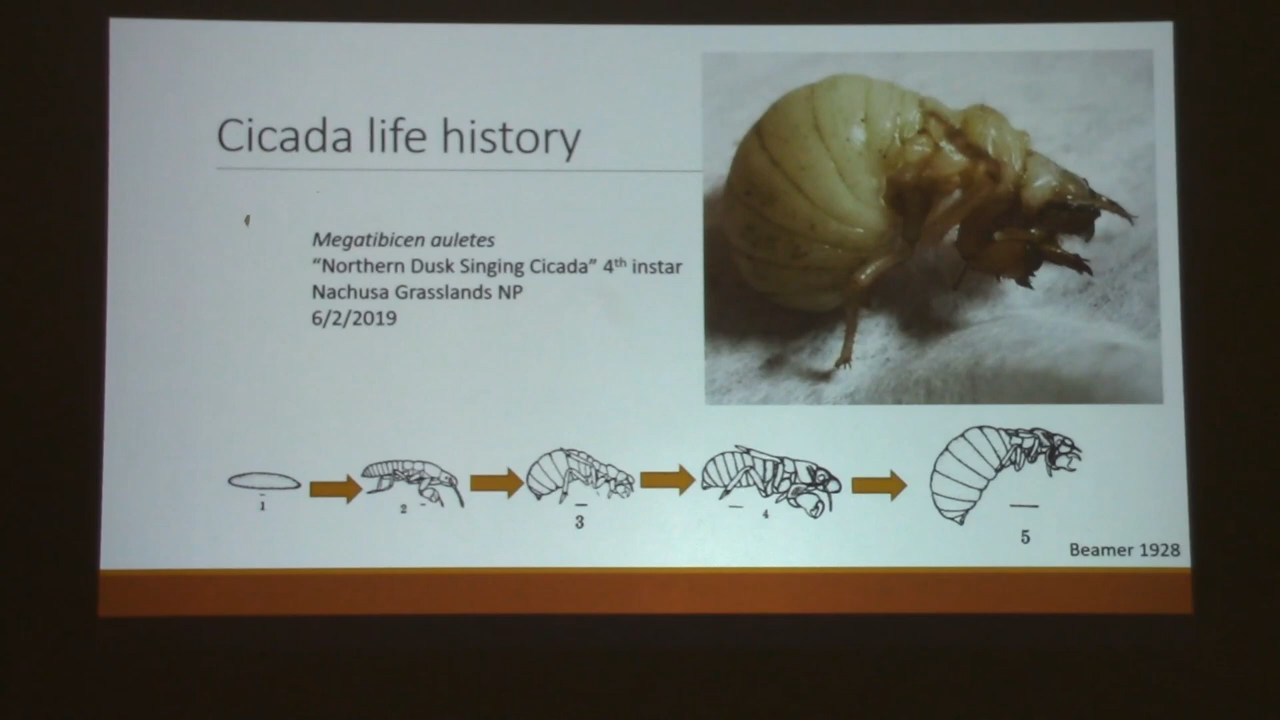 Cicada life history
Megatibicen auletes
“Northern Dusk Singing Cicada” 4th instar
Nachusa Grasslands NP
6/2/2019
1
2
3
4
5
Beamer 1928